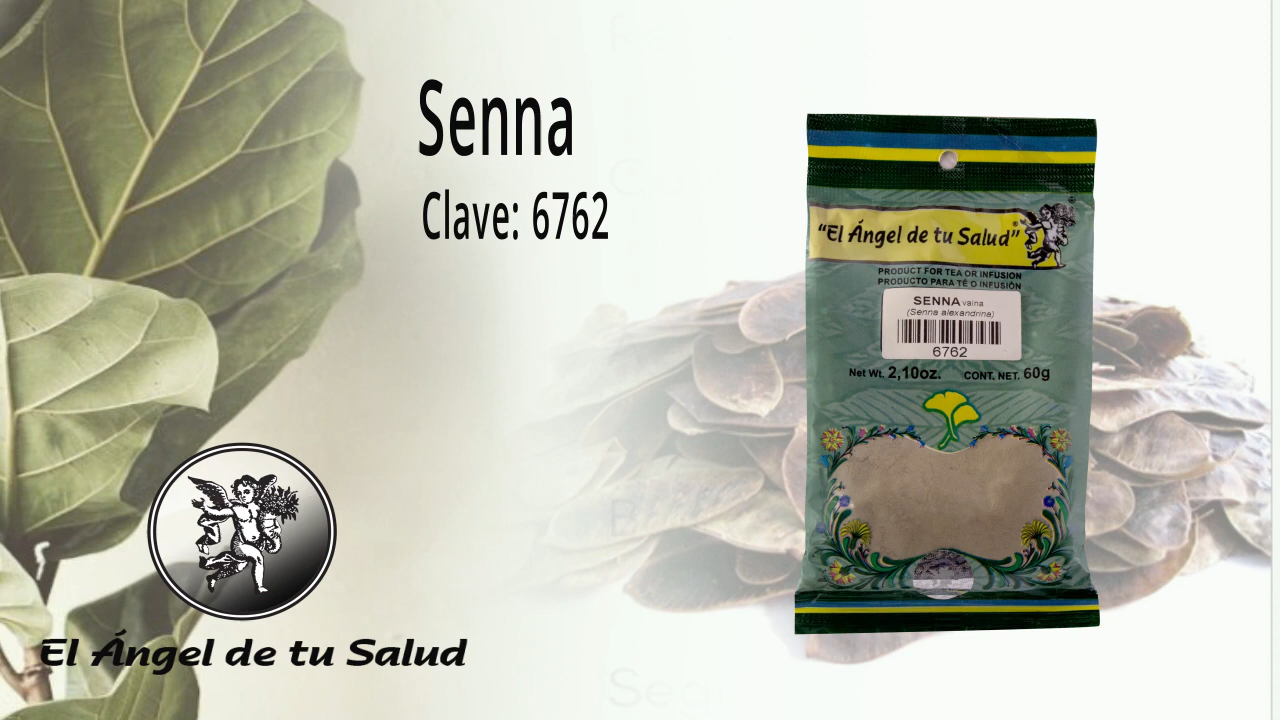 Senna
Clave: 6762
"El Ángel de tu Salud"®
PRODUCT FOR TEA OR INFUSION
PRODUCTO PARA TÉ O INFUSIÓN
SENNA vaina
(Senna alexandrina)
6762
Net Wt. 2,10oz. CONT. NET. 60g
El Ángel de tu Salud